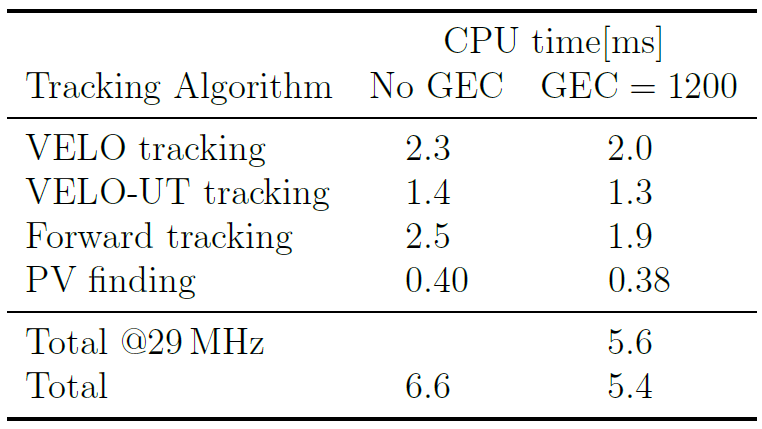 CPU time[ms]
Tracking Algorithm No GEC GEC = 1200
VELO tracking 2.3 2.0
VELO-UT tracking 1.4 1.3
Forward tracking 2.5 1.9
PV finding 0.40 0.38
Total @29 MHz 5.6
Total 6.6 5.4